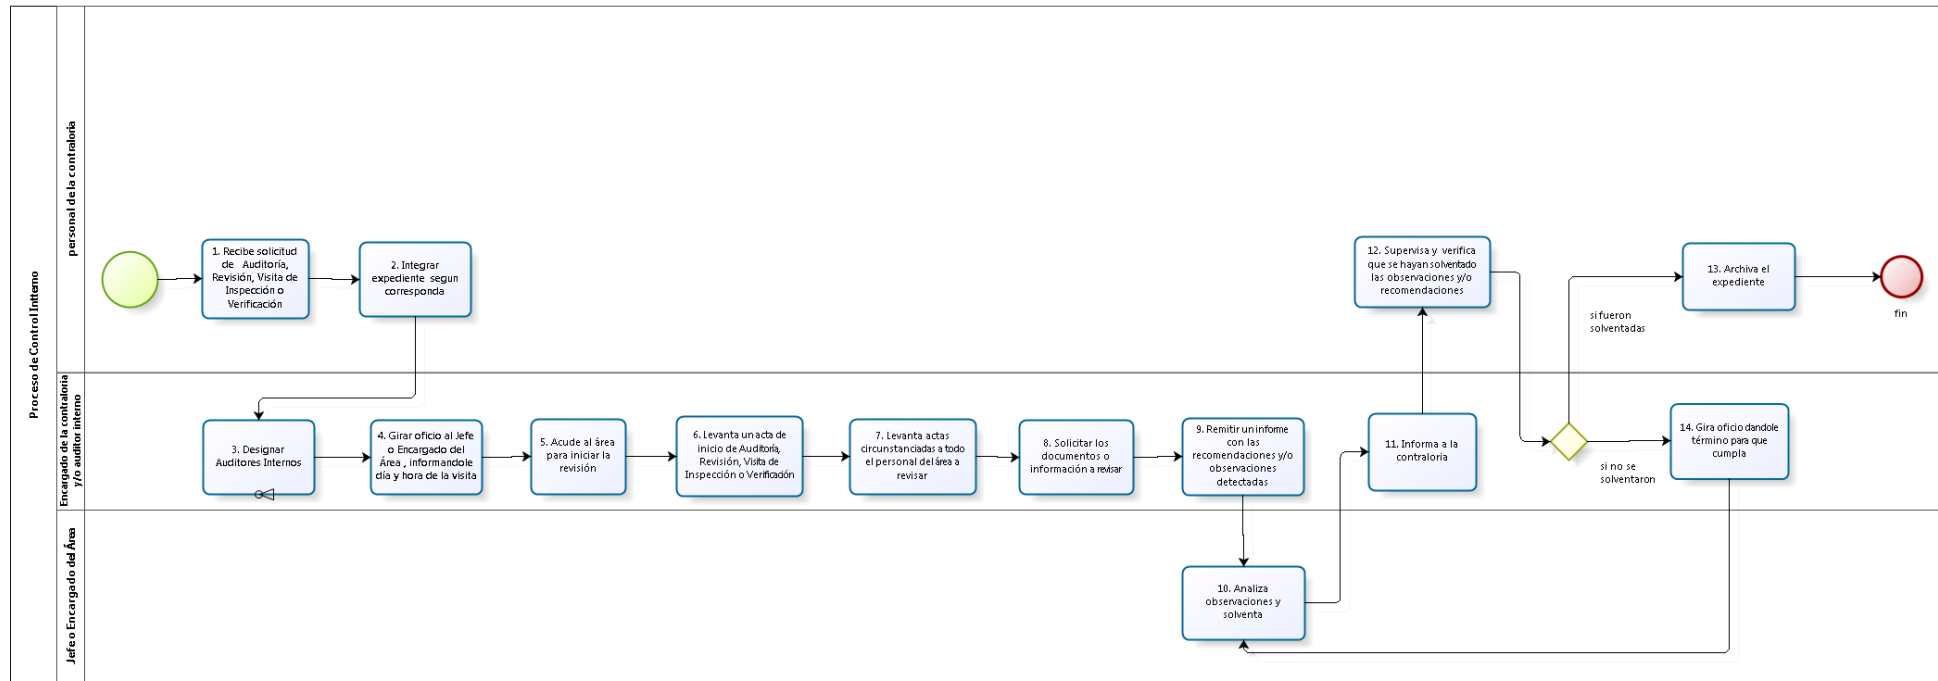 Proceso de Control Intterno
personal de la contraloria
1. Recibe solicitud
de Auditoría,
Revisión, Visita de
Inspección o
Verificación
2. Integrar
expediente segun
corresponda
12. Supervisa y verifica
que se hayan solventado
las observaciones y/o
recomendaciones
13. Archiva el
expediente
fin
si fueron
solventadas
Encargado de la contraloria
y/o auditor interno
3. Designar
Auditores Internos
4. Girar oficio al Jefe
o Encargado del
Área , informandole
día y hora de la visita
5. Acude al área
para iniciar la
revisión
6. Levanta un acta de
inicio de Auditoría,
Revisión, Visita de
Inspección o Verificación
7. Levanta actas
circunstanciadas a todo
el personal del área a
revisar
8. Solicitar los
documentos o
información a revisar
9. Remitir un informe
con las
recomendaciones y/o
observaciones
detectadas
11. Informa a la
contraloria
si no se
solventaron
14. Gira oficio dandole
término para que
cumpla
Jefe o Encargado del Área
10. Analiza
observaciones y
solventa